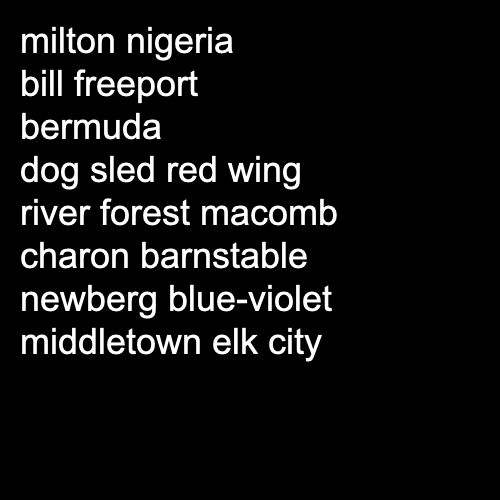 milton nigeria
bill freeport
bermuda
dog sled red wing
river forest macomb
charon barnstable
newberg blue-violet
middletown elk city